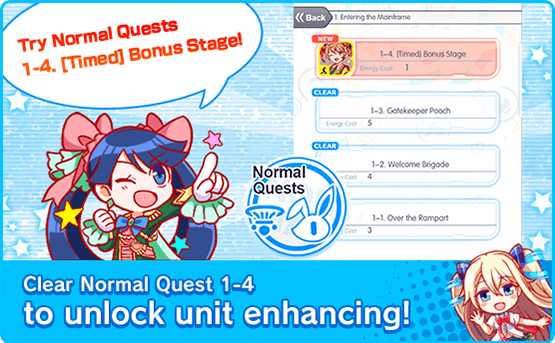 Try Normal Quests
1-4. [Timed] Bonus Stage!
Back
1. Entering the Mainframe
NEW
1-4. [Timed] Bonus Stage
Energy Cost 1
CLEAR
1-3. Gatekeeper Pooch
Energy Cost 5
CLEAR
1-2. Welcome Brigade
Energy Cost 4
1-1. Over the Rampart
3
Normal
Quests
Clear Normal Quest 1-4
to unlock unit enhancing!